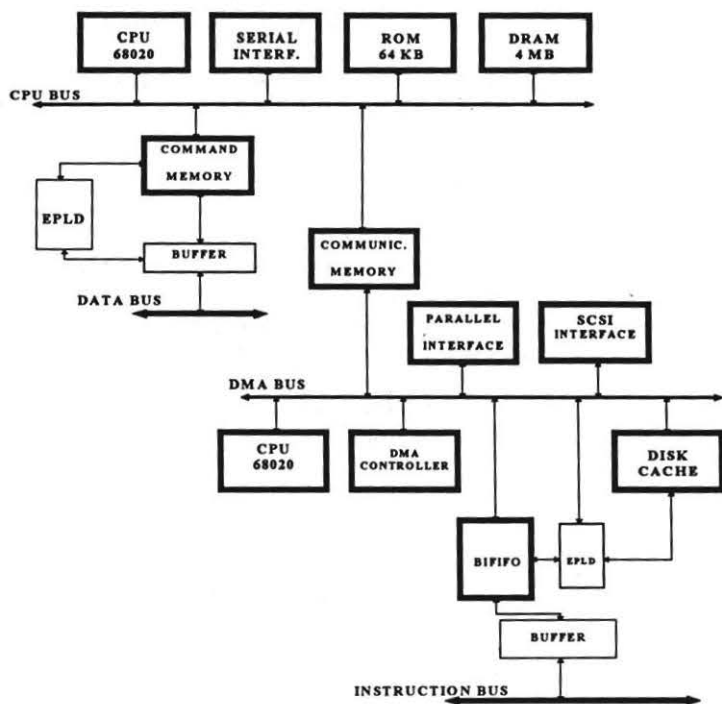 CPU
68020
SERIAL
INTERF.
ROM
64 KB
DRAM
4 MB
CPU BUS
COMMAND
MEMORY
EPLD
BUFFER
DATA BUS
COMMUNIC.
MEMORY
PARALLEL
INTERFACE
SCSI
INTERFACE
DMA BUS
CPU
68020
DMA
CONTROLLER
DISK
CACHE
BIFIFO
EPLD
BUFFER
INSTRUCTION BUS